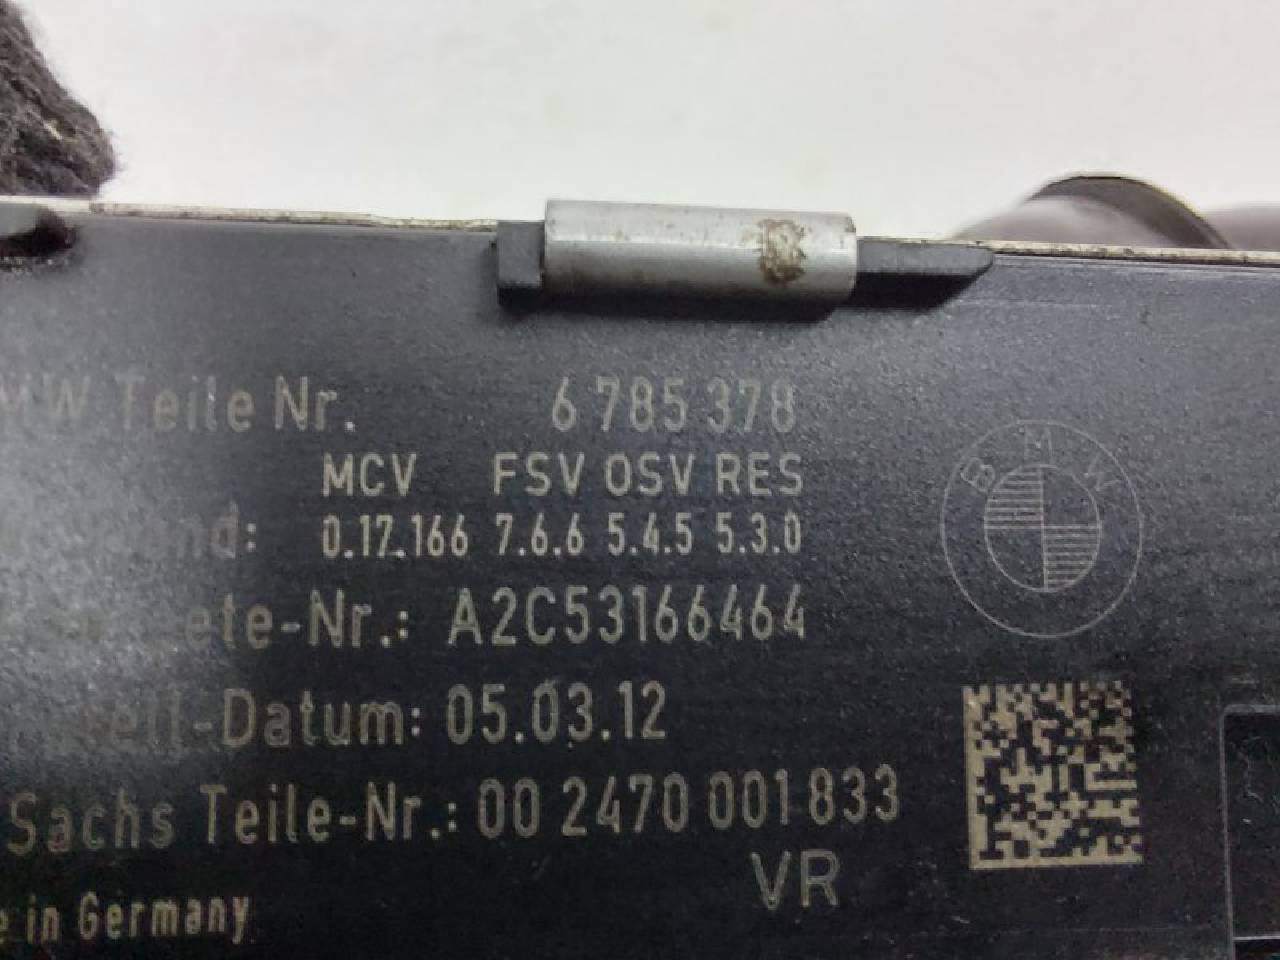 MW Teile Nr. 6 785 378
MCV FSV OSV RES
0.17.166 7.6.6 5.4.5 5.3.0
ete-Nr.: A2C53166464
-Datum: 05.03.12
Sachs Teile-Nr.: 00 2470 001 833
VR
e in Germany
BMW